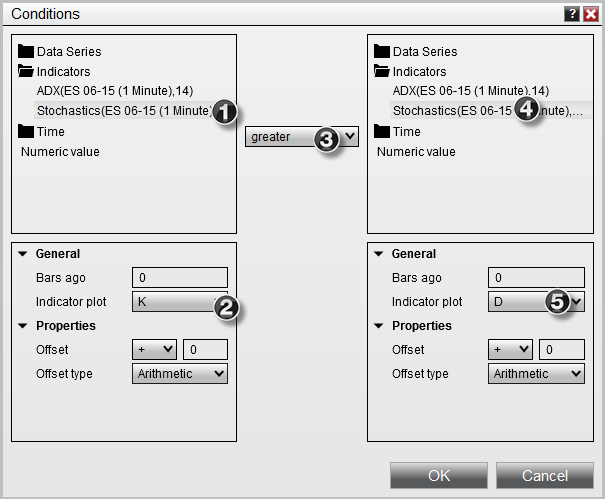 Conditions
?
Data Series
Indicators
ADX(ES 06-15 (1 Minute),14)
Stochastics(ES 06-15 (1 Minute)
1
Time
Numeric value
greater
3
Data Series
Indicators
ADX(ES 06-15 (1 Minute),14)
Stochastics(ES 06-15 nute),...
4
Time
Numeric value
General
Bars ago 0
Indicator plot K
2
Properties
Offset + 0
Offset type Arithmetic
General
Bars ago 0
Indicator plot D
5
Properties
Offset + 0
Offset type Arithmetic
OK Cancel